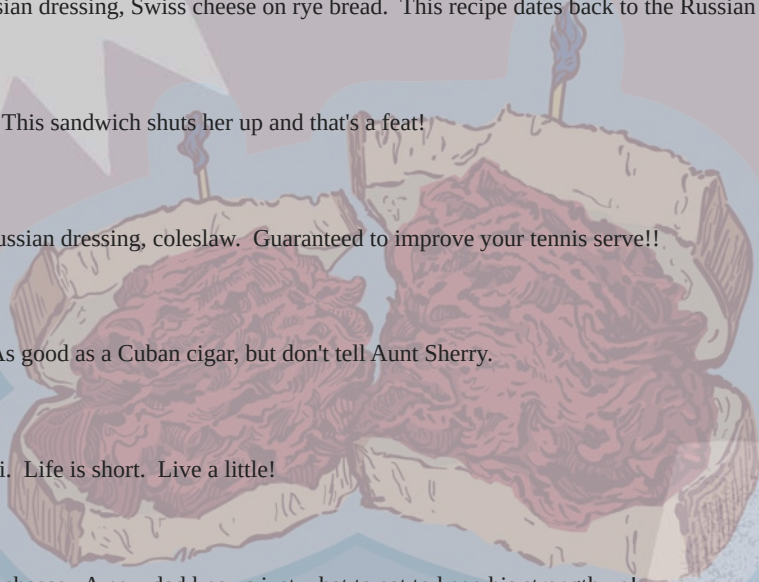 sian dressing, Swiss cheese on rye bread.  This recipe dates back to the Russian
This sandwich shuts her up and that's a feat!
ussian dressing, coleslaw.  Guaranteed to improve your tennis serve!!
As good as a Cuban cigar, but don't tell Aunt Sherry.
i.  Life is short.  Live a little!